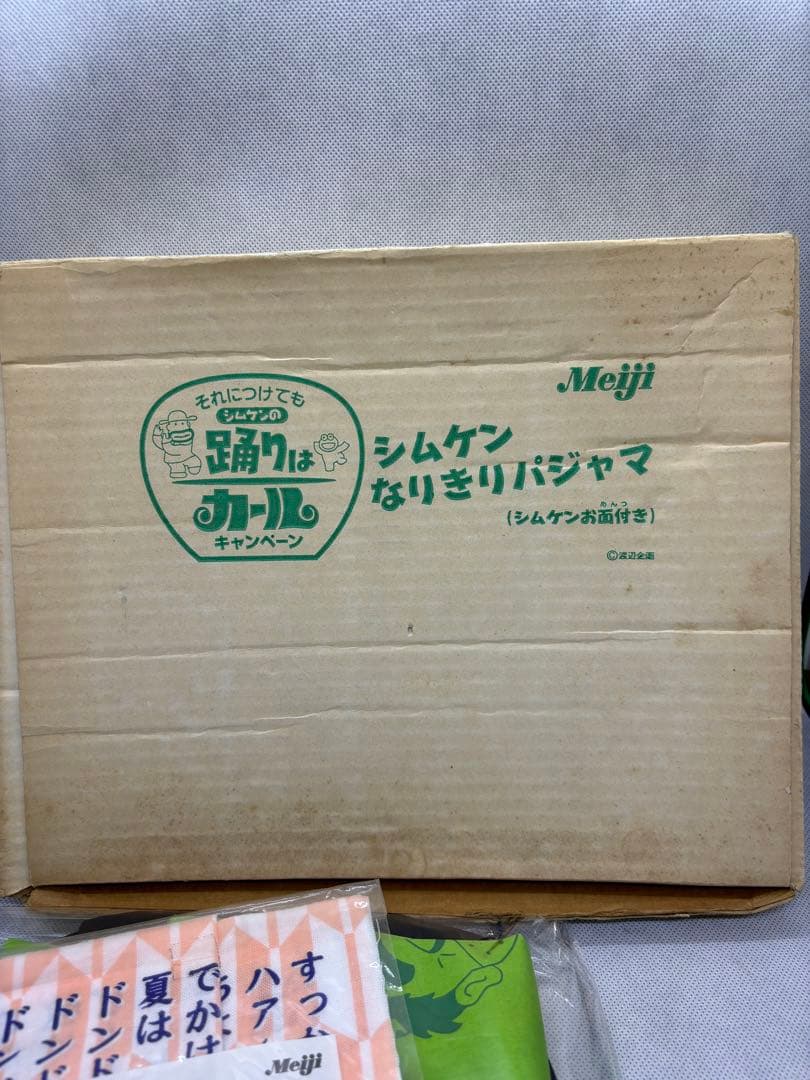 Meiji
それにつけても
シムケンの
踊りは
カール
キャンペーン
シムケン
なりきりパジャマ
めんつ
(シムケンお面付き)
©渡辺企画
すっか
ハア
でかけ
夏は
ドンド
ドンド
ドン
Meiji